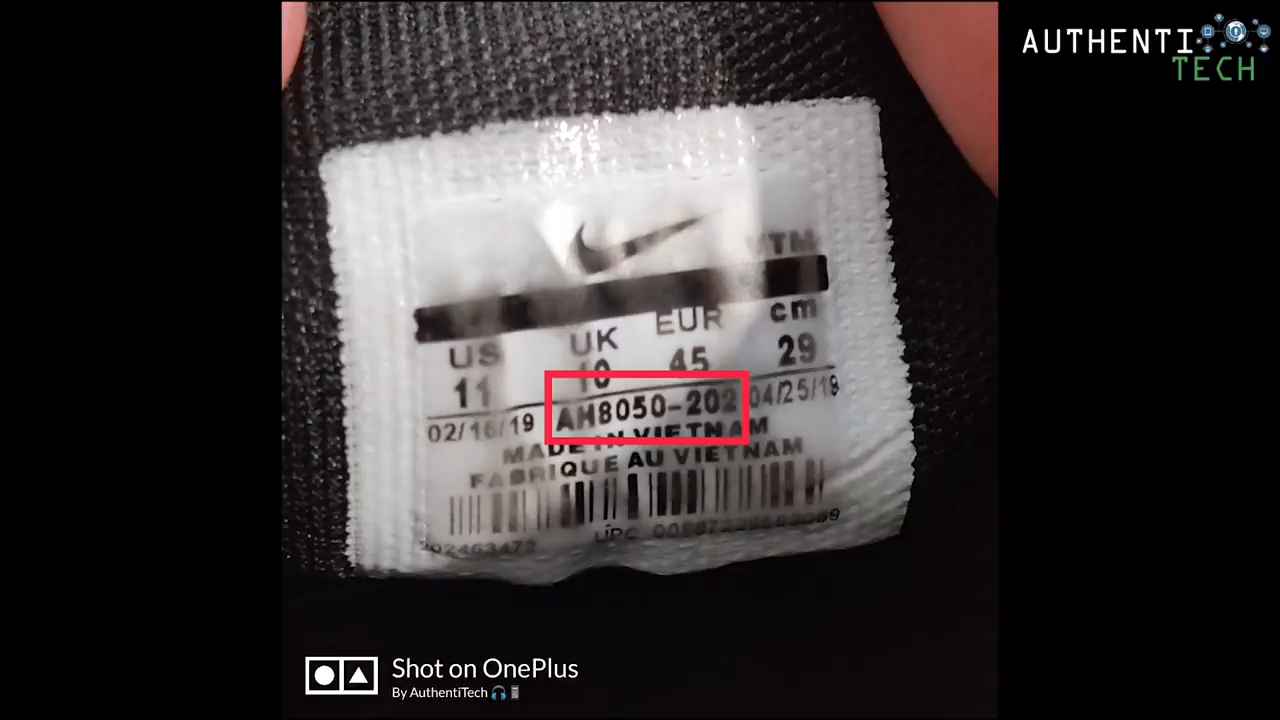 AUTHENTI
TECH
VTM
US UK EUR cm
11 10 45 29
02/16/19 AH8050-202 04/25/19
MADE IN VIETNAM
FABRIQUE AU VIETNAM
UPC
Shot on OnePlus
By AuthentiTech